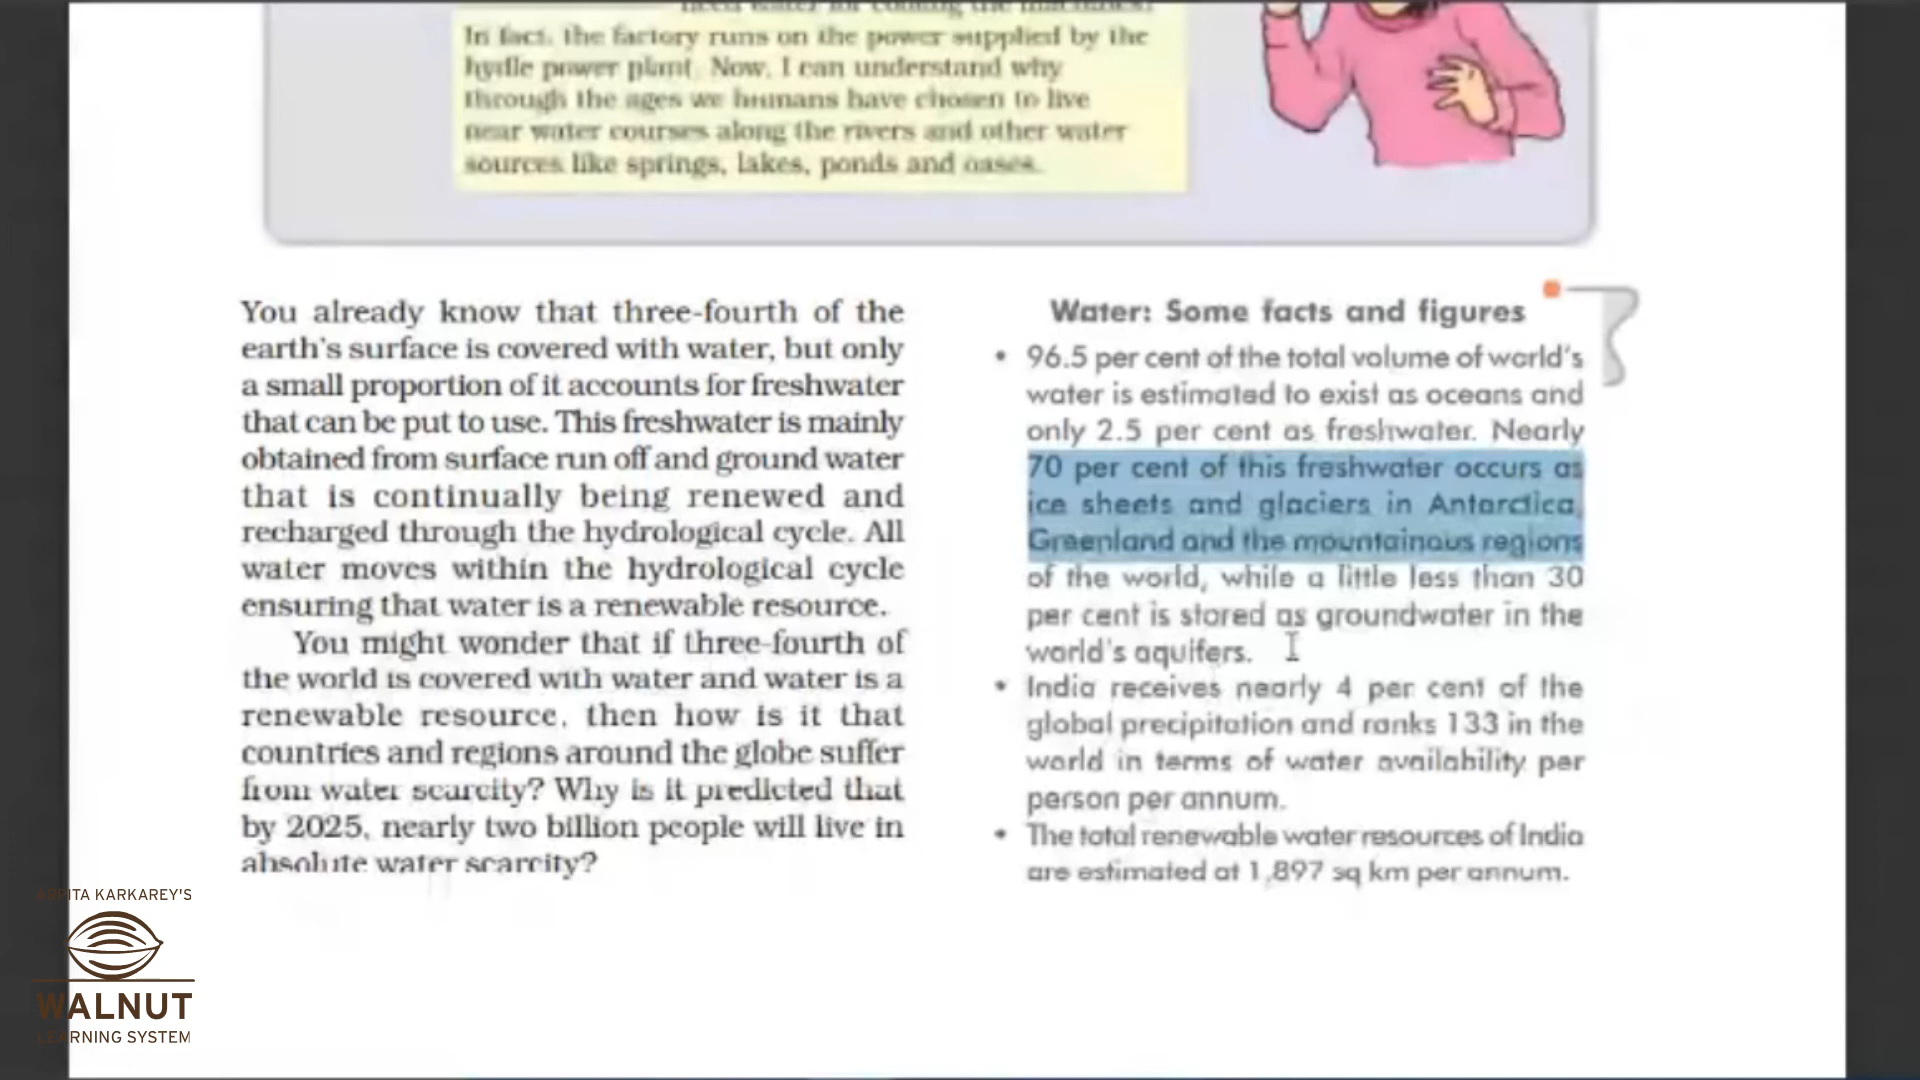 need water for cooling the machines!
In fact, the factory runs on the power supplied by the
hydle power plant. Now, I can understand why
through the ages we humans have chosen to live
near water courses along the rivers and other water
sources like springs, lakes, ponds and oases.
You already know that three-fourth of the
earth's surface is covered with water, but only
a small proportion of it accounts for freshwater
that can be put to use. This freshwater is mainly
obtained from surface run off and ground water
that is continually being renewed and
recharged through the hydrological cycle. All
water moves within the hydrological cycle
ensuring that water is a renewable resource.
You might wonder that if three-fourth of
the world is covered with water and water is a
renewable resource, then how is it that
countries and regions around the globe suffer
from water scarcity? Why is it predicted that
by 2025, nearly two billion people will live in
absolute water scarcity?
Water: Some facts and figures
• 96.5 per cent of the total volume of world's
water is estimated to exist as oceans and
only 2.5 per cent as freshwater. Nearly
70 per cent of this freshwater occurs as
ice sheets and glaciers in Antarctica,
Greenland and the mountainous regions
of the world, while a little less than 30
per cent is stored as groundwater in the
world's aquifers.
• India receives nearly 4 per cent of the
global precipitation and ranks 133 in the
world in terms of water availability per
person per annum.
• The total renewable water resources of India
are estimated at 1,897 sq km per annum.
ARPITA KARKAREY'S
WALNUT
LEARNING SYSTEM